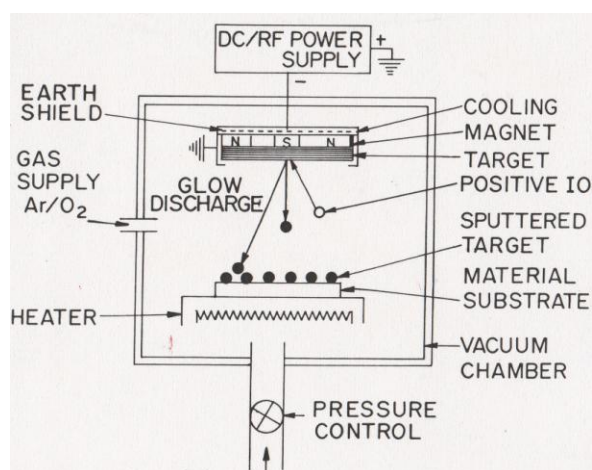 DC/RF POWER
SUPPLY
+
-
EARTH
SHIELD
COOLING
N S N
MAGNET
TARGET
GAS
SUPPLY
Ar/O2
GLOW
DISCHARGE
POSITIVE IO
SPUTTERED
TARGET
MATERIAL
SUBSTRATE
HEATER
VACUUM
CHAMBER
PRESSURE
CONTROL